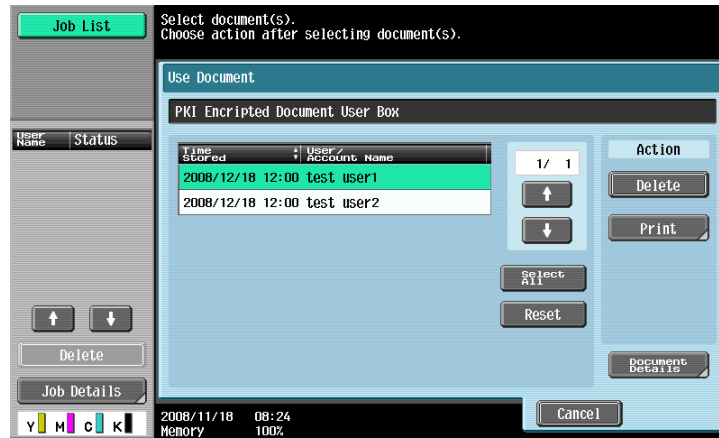 Job List
Select document(s).
Choose action after selecting document(s).
Use Document
PKI Encripted Document User Box
User Name
Status
Time Stored
User/ Account Name
2008/12/18 12:00 test user1
2008/12/18 12:00 test user2
1/ 1
Action
Delete
Print
Select All
Reset
Document Details
Delete
Job Details
Y M C K
2008/11/18 08:24
Memory 100%
Cancel